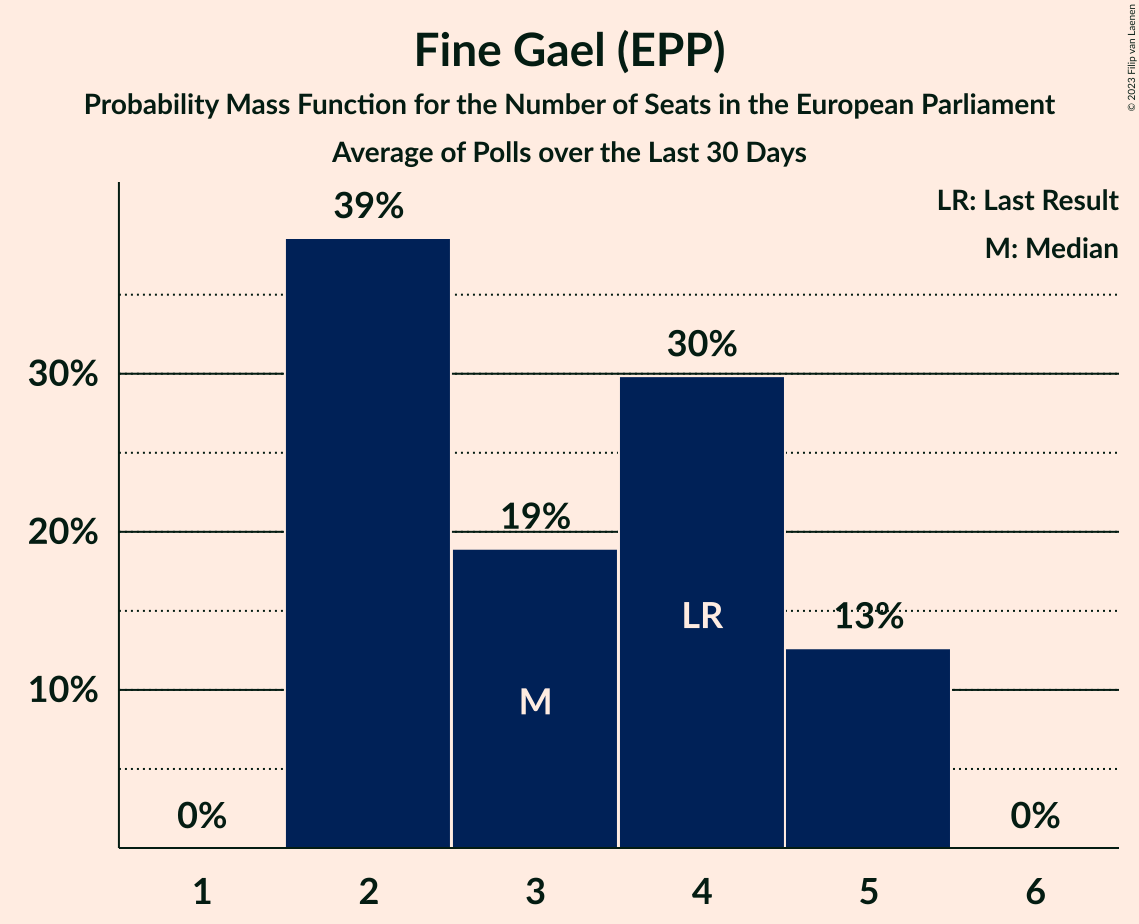 Fine Gael (EPP)
Probability Mass Function for the Number of Seats in the European Parliament
Average of Polls over the Last 30 Days
© 2023 Filip van Laenen
LR: Last Result
M: Median
39%
30%
30%
19%
20%
LR
13%
M
10%
0%
0%
1 2 3 4 5 6